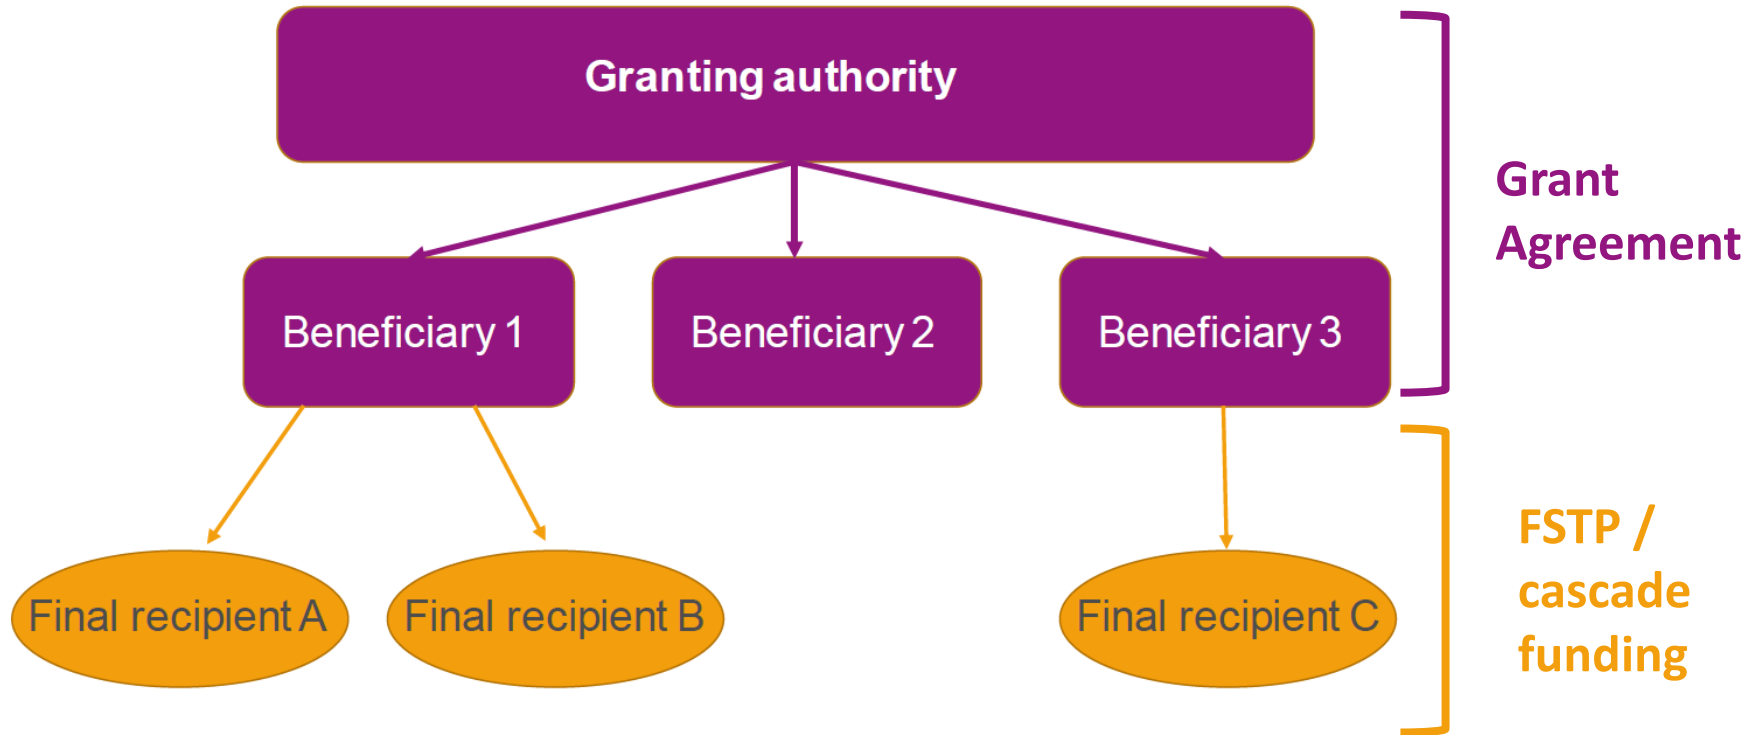 Granting authority
Grant
Agreement
Beneficiary 1
Beneficiary 2
Beneficiary 3
FSTP /
cascade
funding
Final recipient A
Final recipient B
Final recipient C